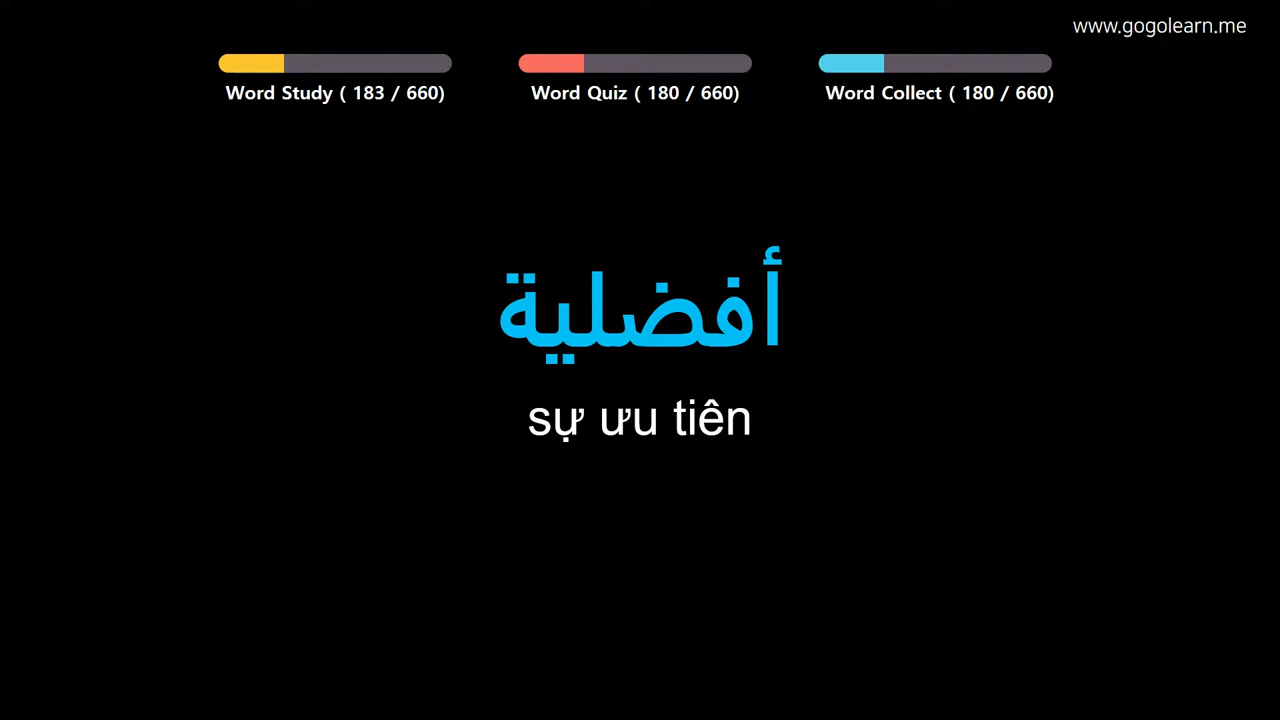 www.gogolearn.me
Word Study ( 183 / 660)
Word Quiz ( 180 / 660)
Word Collect ( 180 / 660)
أفضلية
sự ưu tiên